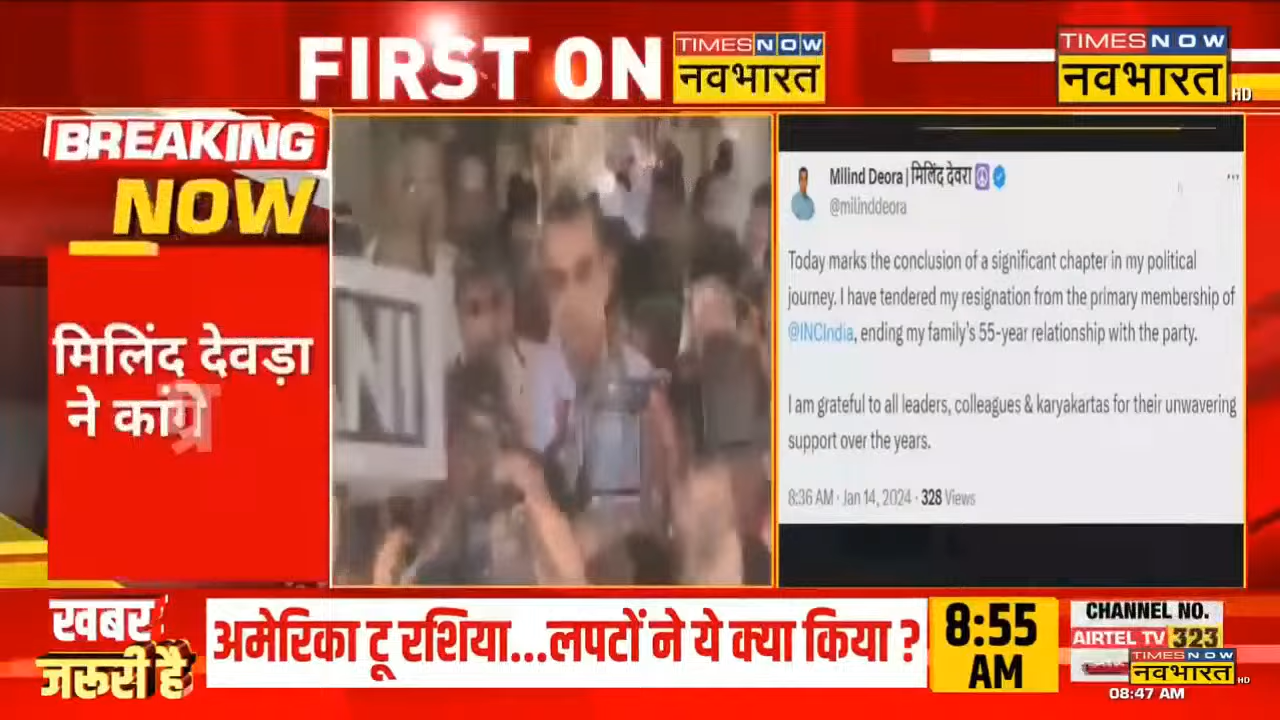 FIRST ON
TIMES NOW
नवभारत
TIMES NOW
नवभारत
HD
BREAKING
NOW
मिलिंद देवड़ा
ने कांग्रे
ANI
Milind Deora | मिलिंद देवरा
@milinddeora
Today marks the conclusion of a significant chapter in my political
journey. I have tendered my resignation from the primary membership of
@INCIndia, ending my family's 55-year relationship with the party.
I am grateful to all leaders, colleagues & karyakartas for their unwavering
support over the years.
8:36 AM · Jan 14, 2024 · 328 Views
खबर
जरूरी है
अमेरिका टू रशिया...लपटों ने ये क्या किया ?
8:55
AM
CHANNEL NO.
AIRTEL TV 323
TIMES NOW
नवभारत
HD
08:47 AM